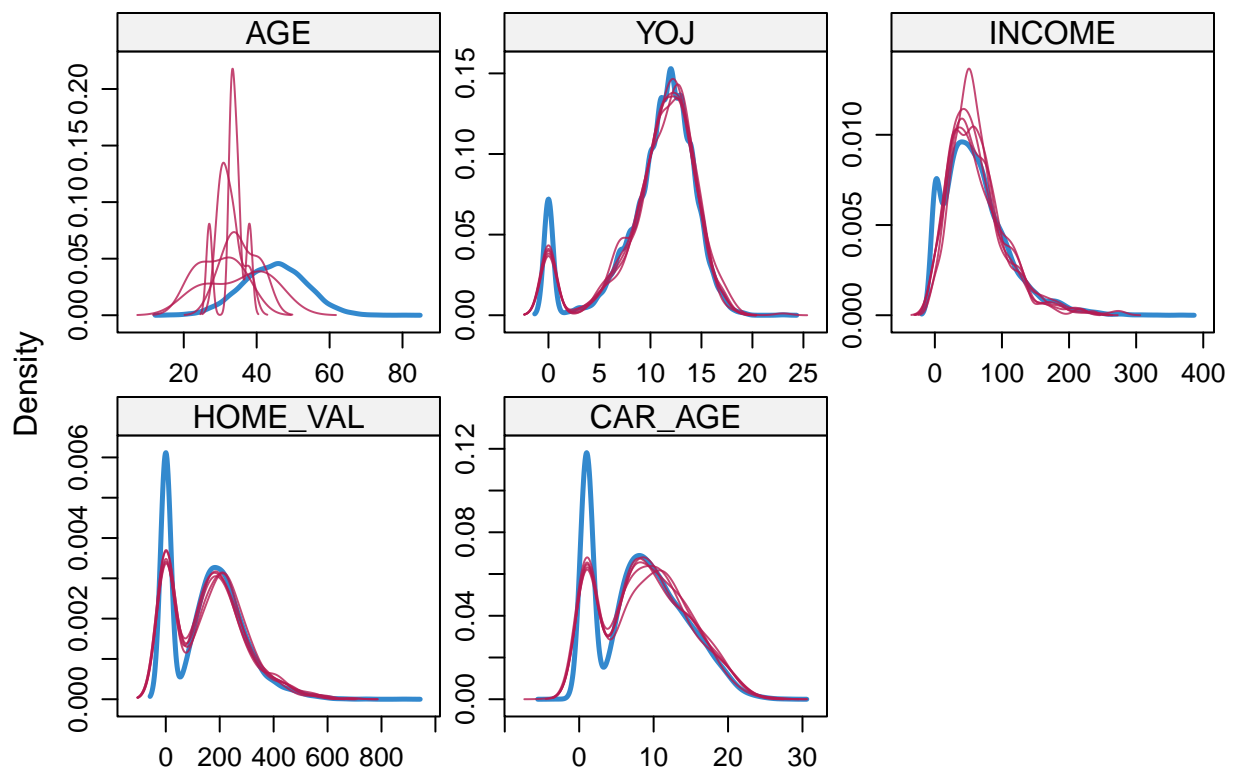 AGE
YOJ
INCOME
0.00 0.05 0.10 0.15 0.20
0.00 0.05 0.10 0.15
0.000 0.005 0.010
20 40 60 80
0 5 10 15 20 25
0 100 200 300 400
Density
HOME_VAL
CAR_AGE
0.000 0.002 0.004 0.006
0.00 0.04 0.08 0.12
0 200 400 600 800
0 10 20 30